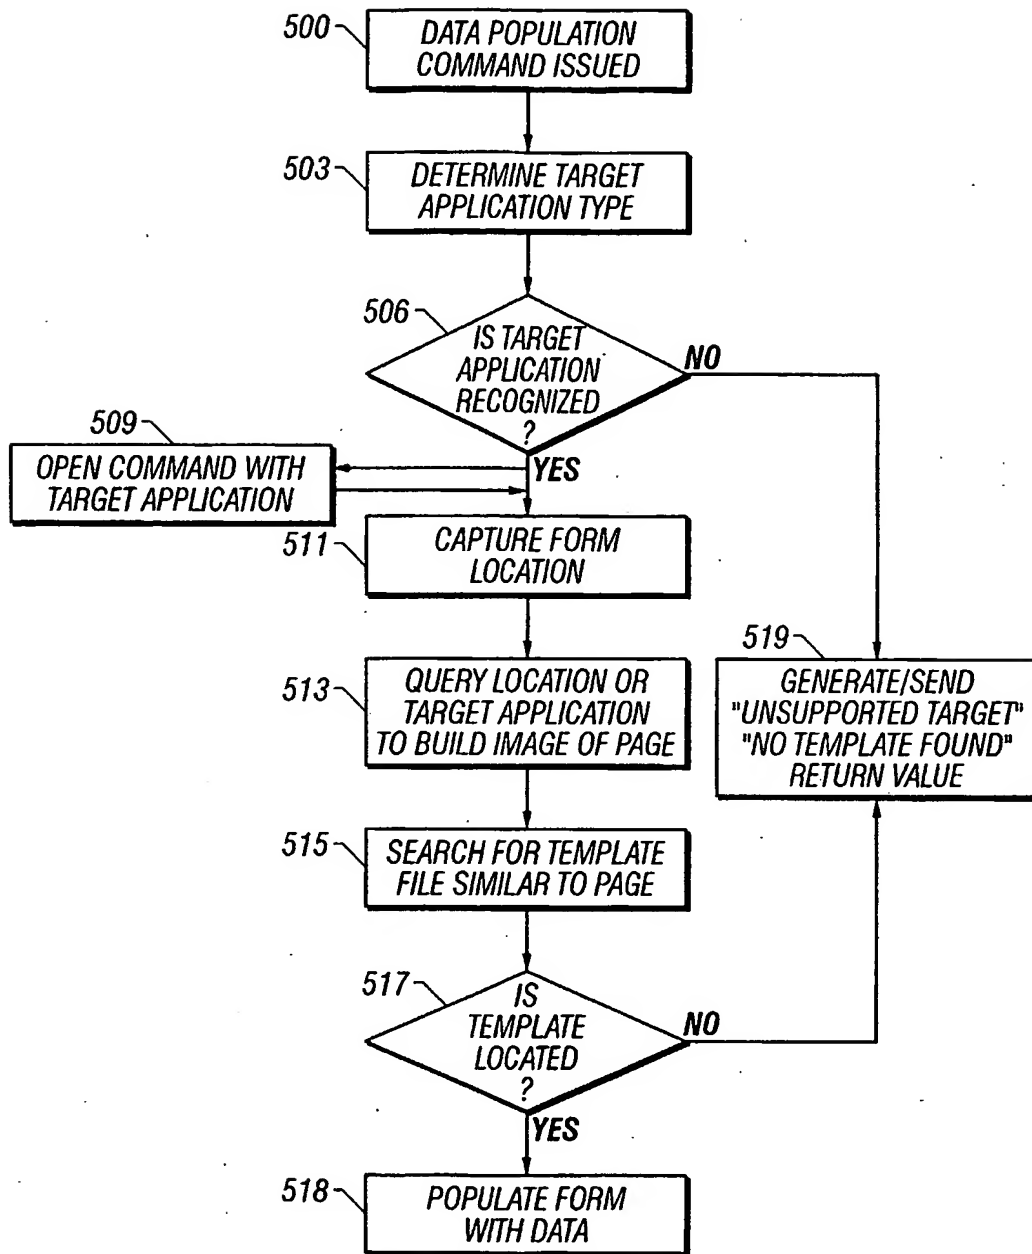 500
DATA POPULATION
COMMAND ISSUED
503
DETERMINE TARGET
APPLICATION TYPE
506
IS TARGET
APPLICATION
RECOGNIZED
?
NO
YES
509
OPEN COMMAND WITH
TARGET APPLICATION
511
CAPTURE FORM
LOCATION
513
QUERY LOCATION OR
TARGET APPLICATION
TO BUILD IMAGE OF PAGE
519
GENERATE/SEND
"UNSUPPORTED TARGET"
"NO TEMPLATE FOUND"
RETURN VALUE
515
SEARCH FOR TEMPLATE
FILE SIMILAR TO PAGE
517
IS
TEMPLATE
LOCATED
?
NO
YES
518
POPULATE FORM
WITH DATA